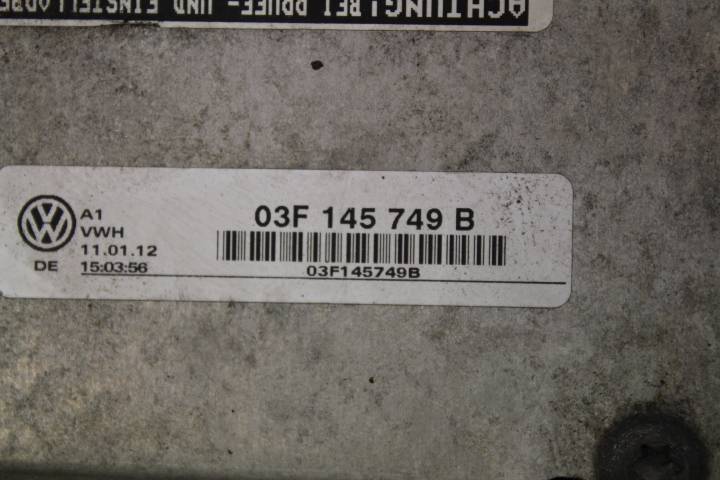 ACHTUNG! BEI PRUEF- UND EINSTELLARBE
03F 145 749 B
A1
VWH
11.01.12
DE 15:03:56
03F145749B